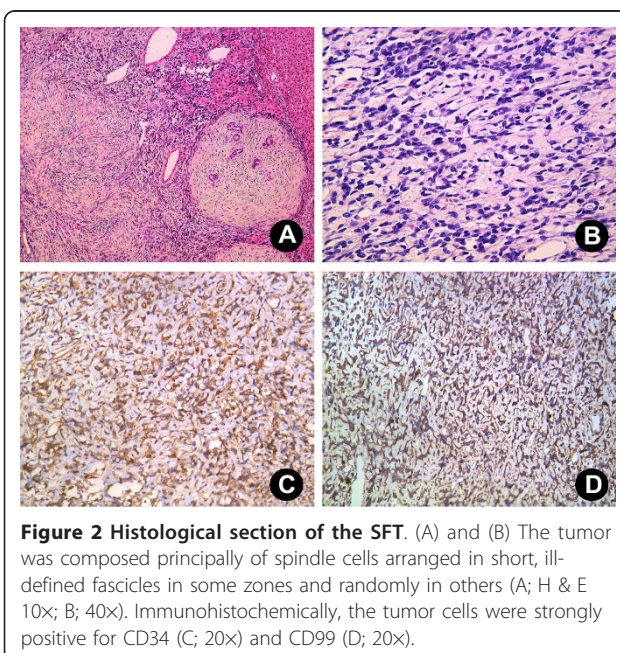 A
B
C
D
Figure 2 Histological section of the SFT. (A) and (B) The tumor
was composed principally of spindle cells arranged in short, ill-
defined fascicles in some zones and randomly in others (A; H & E
10×; B; 40×). Immunohistochemically, the tumor cells were strongly
positive for CD34 (C; 20×) and CD99 (D; 20×).